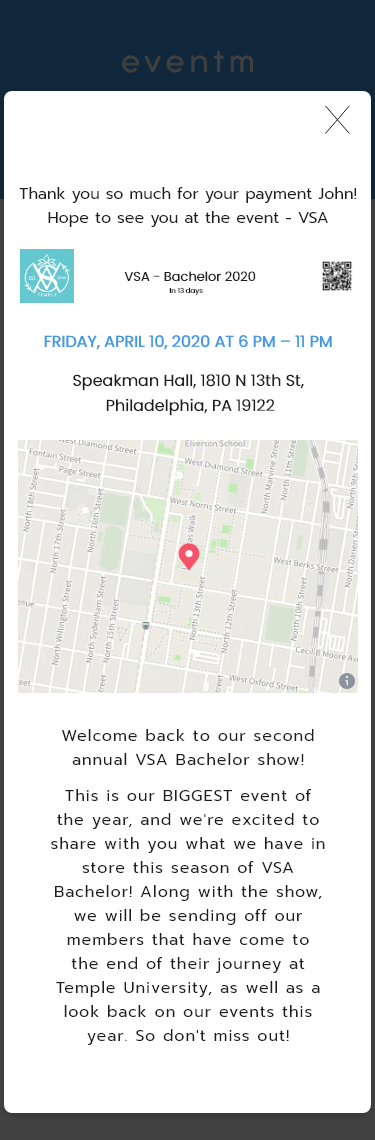 eventm
Thank you so much for your payment John!
Hope to see you at the event - VSA
EST.
TEMPLE
VSA - Bachelor 2020
In 13 days
FRIDAY, APRIL 10, 2020 AT 6 PM – 11 PM
Speakman Hall, 1810 N 13th St,
Philadelphia, PA 19122
Elverson School
West Diamond Street
Fountain Street
Page Street
West Diamond Street
North 18th Street
North 17th Street
North 16th Street
West Norris Street
North Marvine Street
North 11th Street
North 9th Street
West Berks Street
North Darien Street
North Willington Street
North Sydenham Street
North 15th Street
North 13th Street
North 12th Street
North 10th Street
Cecil B Moore Ave
West Oxford Street
Welcome back to our second
annual VSA Bachelor show!
This is our BIGGEST event of
the year, and we're excited to
share with you what we have in
store this season of VSA
Bachelor! Along with the show,
we will be sending off our
members that have come to
the end of their journey at
Temple University, as well as a
look back on our events this
year. So don't miss out!